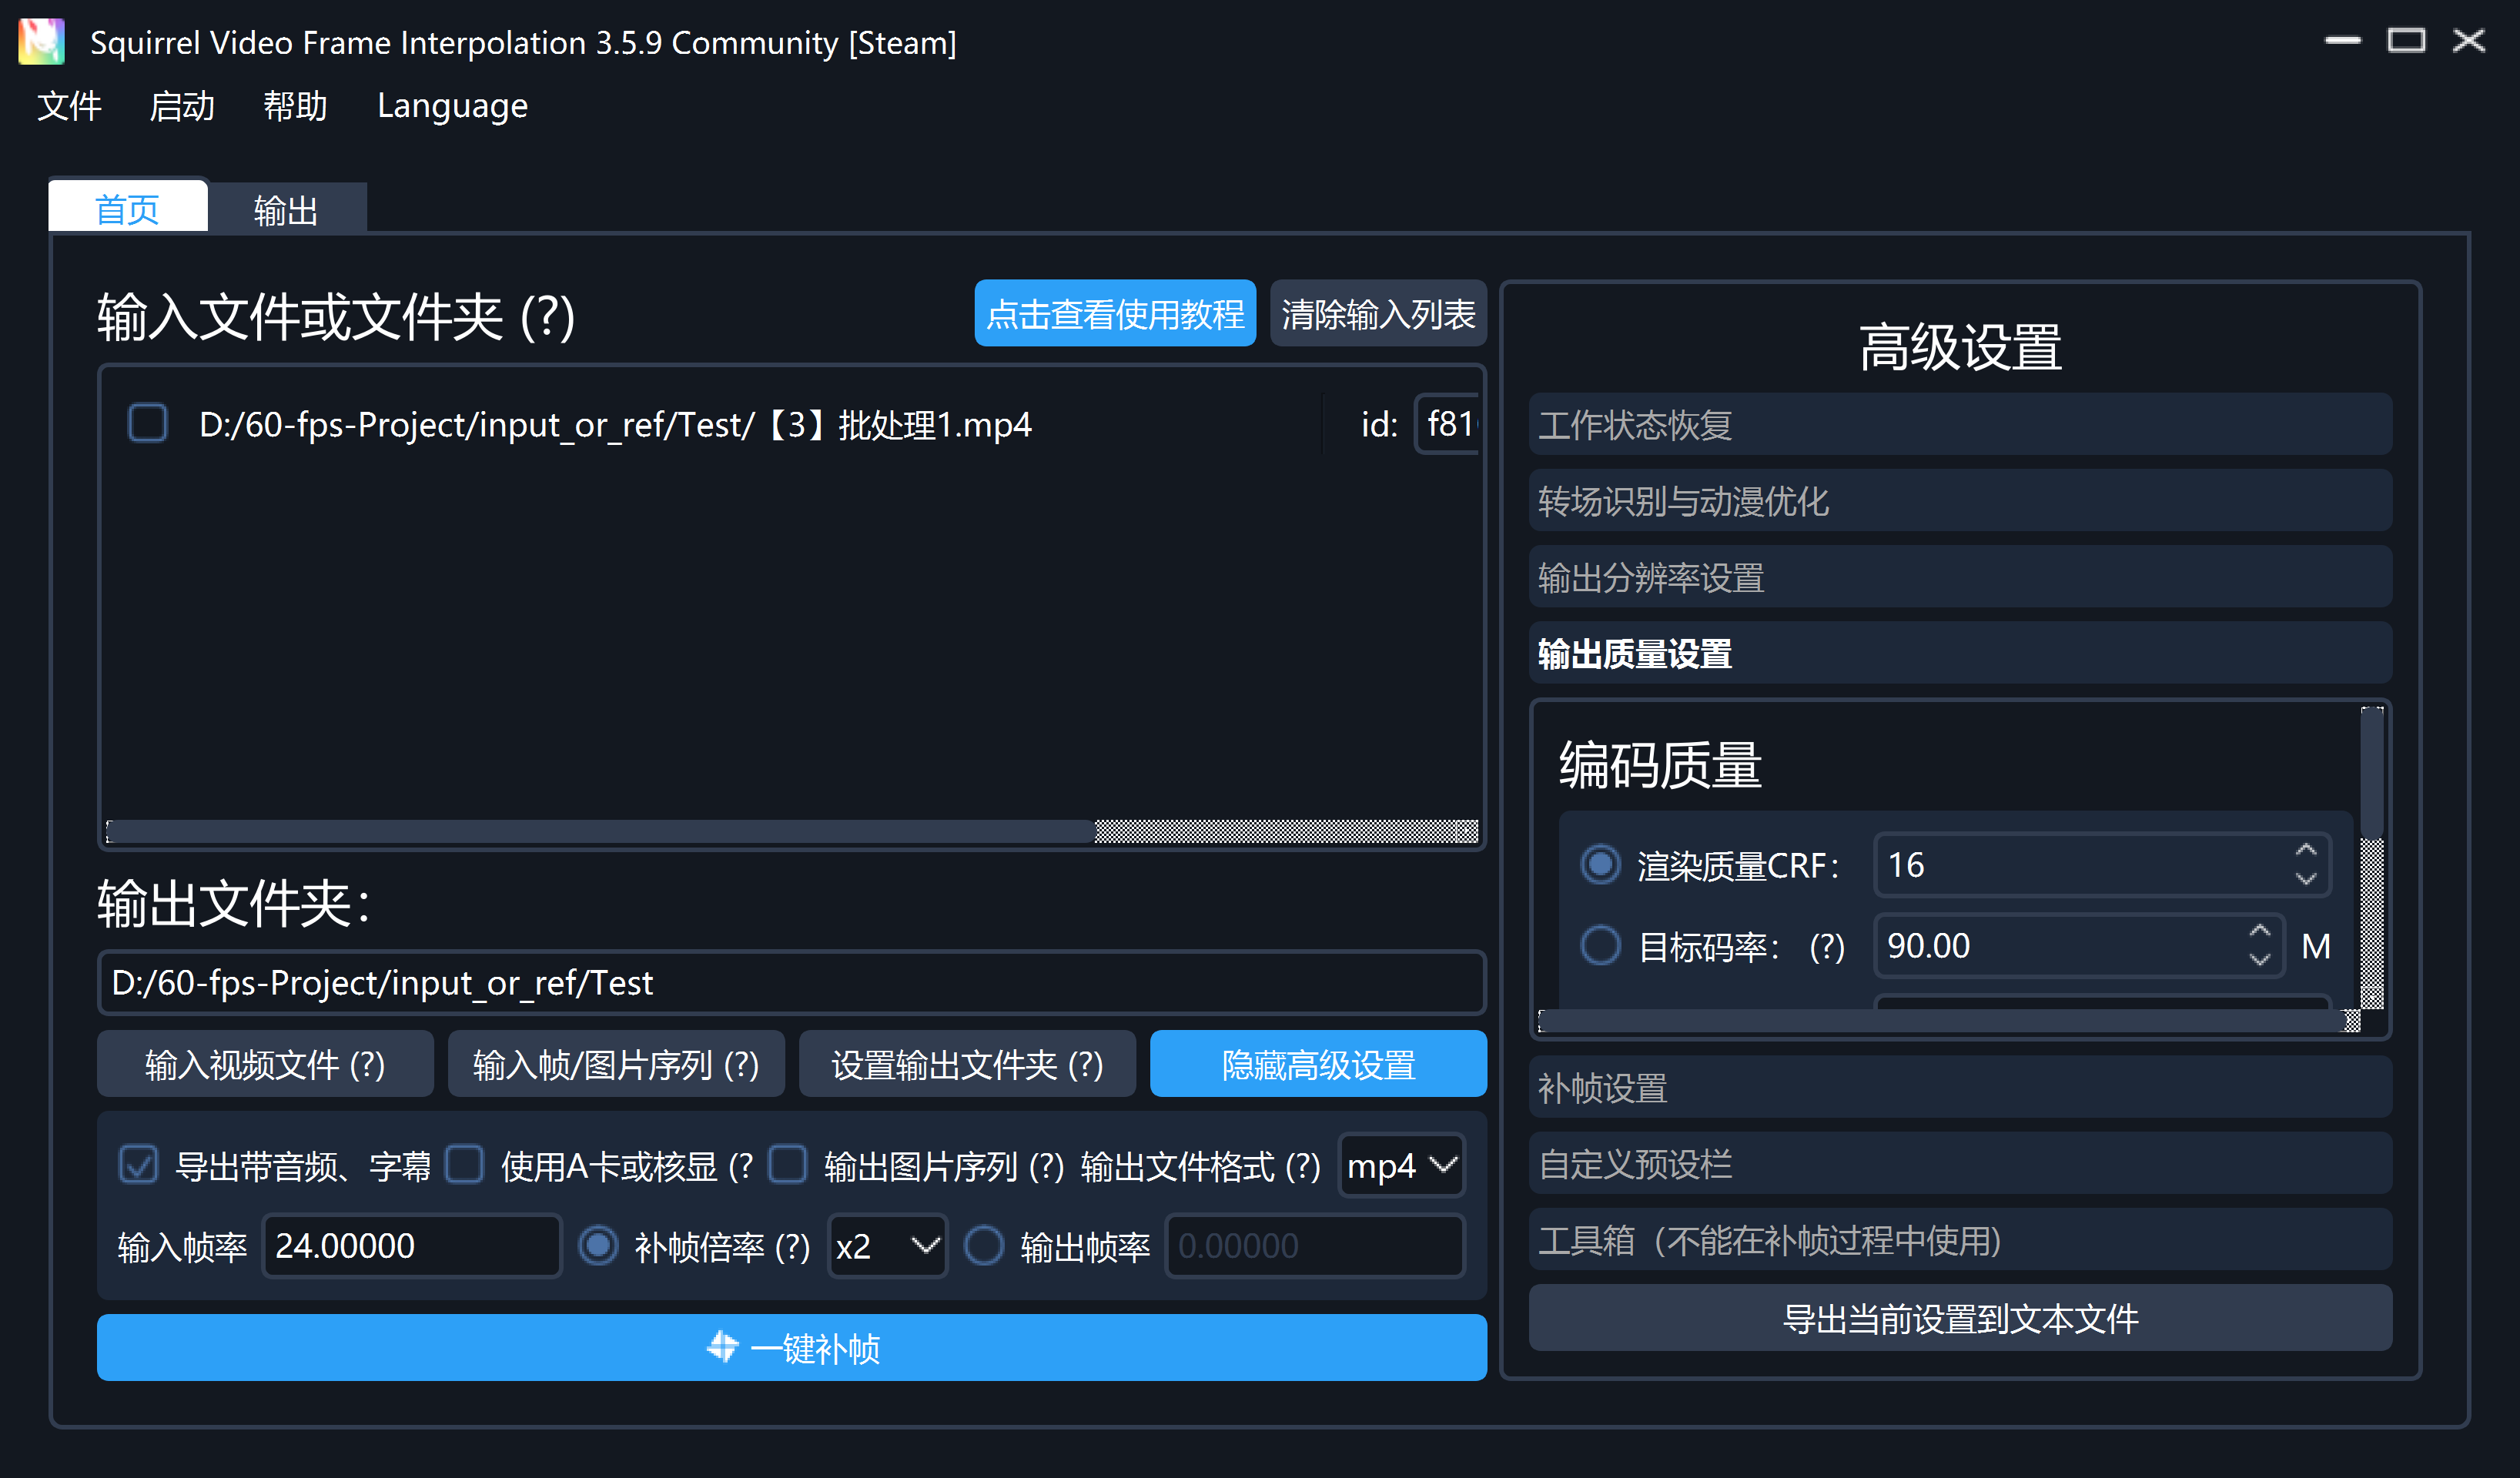 Squirrel Video Frame Interpolation 3.5.9 Community [Steam]
文件 启动 帮助 Language
首页 输出
输入文件或文件夹 (?) 点击查看使用教程 清除输入列表
D:/60-fps-Project/input_or_ref/Test/【3】批处理1.mp4 id: f81
输出文件夹：
D:/60-fps-Project/input_or_ref/Test
输入视频文件 (?) 输入帧/图片序列 (?) 设置输出文件夹 (?) 隐藏高级设置
导出带音频、字幕 使用A卡或核显 (? 输出图片序列 (?) 输出文件格式 (?) mp4
输入帧率 24.00000 补帧倍率 (?) x2 输出帧率 0.00000
一键补帧
高级设置
工作状态恢复
转场识别与动漫优化
输出分辨率设置
输出质量设置
编码质量
渲染质量CRF： 16
目标码率： (?) 90.00 M
补帧设置
自定义预设栏
工具箱（不能在补帧过程中使用)
导出当前设置到文本文件